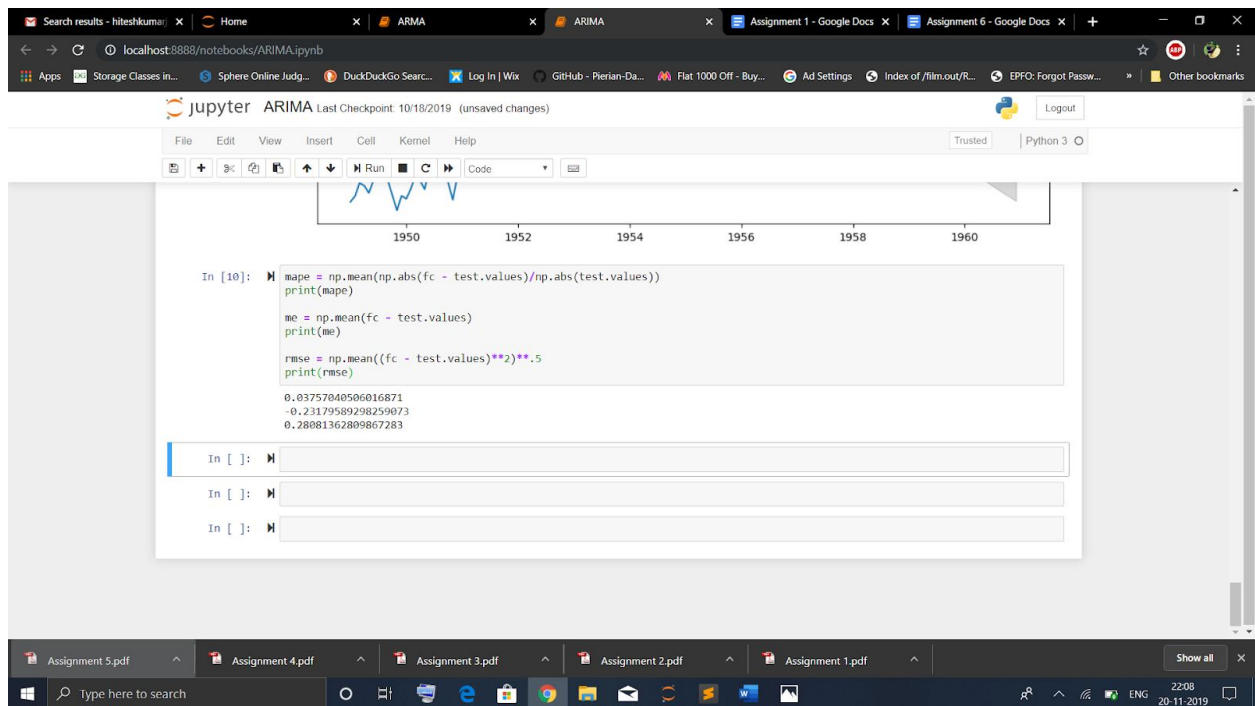 Search results - hiteshkumarj
Home
ARMA
ARIMA
Assignment 1 - Google Docs
Assignment 6 - Google Docs
localhost:8888/notebooks/ARIMA.ipynb
Apps Storage Classes in... Sphere Online Judg... DuckDuckGo Searc... Log In | Wix GitHub - Pierian-Da... Flat 1000 Off - Buy... Ad Settings Index of /film.out/R... EPFO: Forgot Passw... » Other bookmarks
jupyter ARIMA Last Checkpoint: 10/18/2019 (unsaved changes) Logout
File Edit View Insert Cell Kernel Help Trusted Python 3
Run Code
1950 1952 1954 1956 1958 1960
In [10]: mape = np.mean(np.abs(fc - test.values)/np.abs(test.values))
print(mape)
me = np.mean(fc - test.values)
print(me)
rmse = np.mean((fc - test.values)**2)**.5
print(rmse)
0.03757040506016871
-0.23179589298259073
0.28081362809867283
In [ ]:
In [ ]:
In [ ]:
Assignment 5.pdf Assignment 4.pdf Assignment 3.pdf Assignment 2.pdf Assignment 1.pdf Show all
Type here to search ENG 22:08
20-11-2019